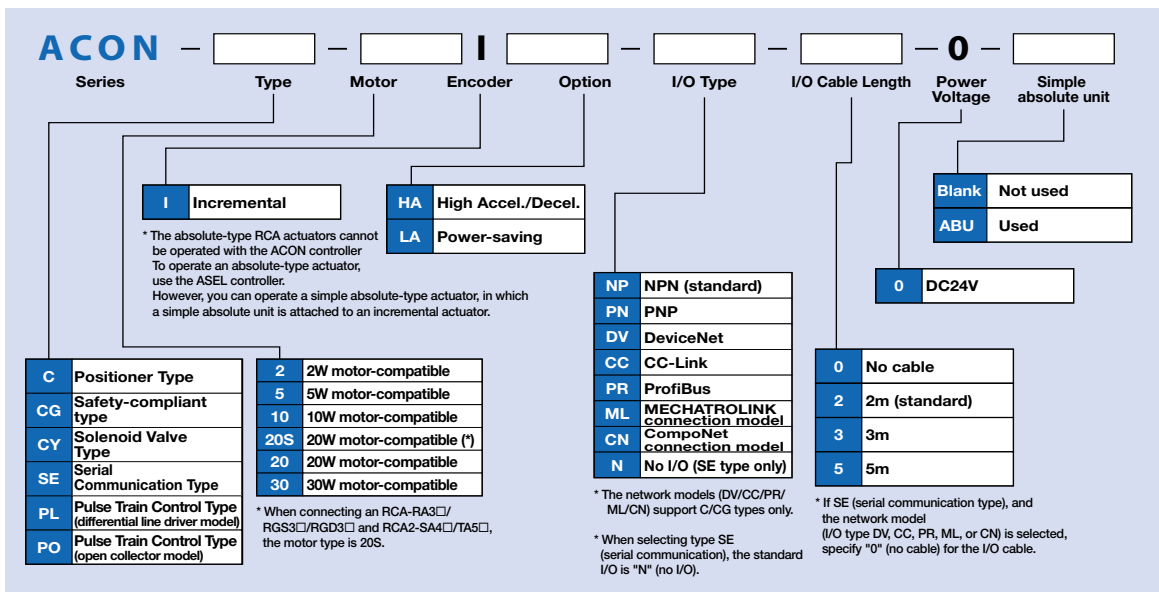 ACON – – I – – – 0 –
Series Type Motor Encoder Option I/O Type I/O Cable Length Power Voltage Simple absolute unit
I Incremental
* The absolute-type RCA actuators cannot
be operated with the ACON controller
To operate an absolute-type actuator,
use the ASEL controller.
However, you can operate a simple absolute-type actuator, in which
a simple absolute unit is attached to an incremental actuator.
HA High Accel./Decel.
LA Power-saving
Blank Not used
ABU Used
0 DC24V
C Positioner Type
CG Safety-compliant
type
CY Solenoid Valve
Type
SE Serial
Communication Type
PL Pulse Train Control Type
(differential line driver model)
PO Pulse Train Control Type
(open collector model)
2 2W motor-compatible
5 5W motor-compatible
10 10W motor-compatible
20S 20W motor-compatible (*)
20 20W motor-compatible
30 30W motor-compatible
* When connecting an RCA-RA3□/
RGS3□/RGD3□ and RCA2-SA4□/TA5□,
the motor type is 20S.
NP NPN (standard)
PN PNP
DV DeviceNet
CC CC-Link
PR ProfiBus
ML MECHATROLINK
connection model
CN CompoNet
connection model
N No I/O (SE type only)
* The network models (DV/CC/PR/
ML/CN) support C/CG types only.
* When selecting type SE
(serial communication), the standard
I/O is "N" (no I/O).
0 No cable
2 2m (standard)
3 3m
5 5m
* If SE (serial communication type), and
the network model
(I/O type DV, CC, PR, ML, or CN) is selected,
specify "0" (no cable) for the I/O cable.